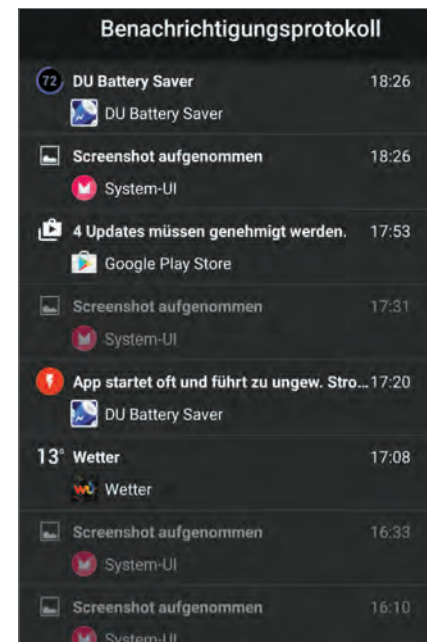 Benachrichtigungsprotokoll
72 DU Battery Saver 18:26
DU Battery Saver
Screenshot aufgenommen 18:26
System-UI
4 Updates müssen genehmigt werden. 17:53
Google Play Store
Screenshot aufgenommen 17:31
System-UI
App startet oft und führt zu ungew. Stro... 17:20
DU Battery Saver
13° Wetter 17:08
Wetter
Screenshot aufgenommen 16:33
System-UI
Screenshot aufgenommen 16:10
System-UI